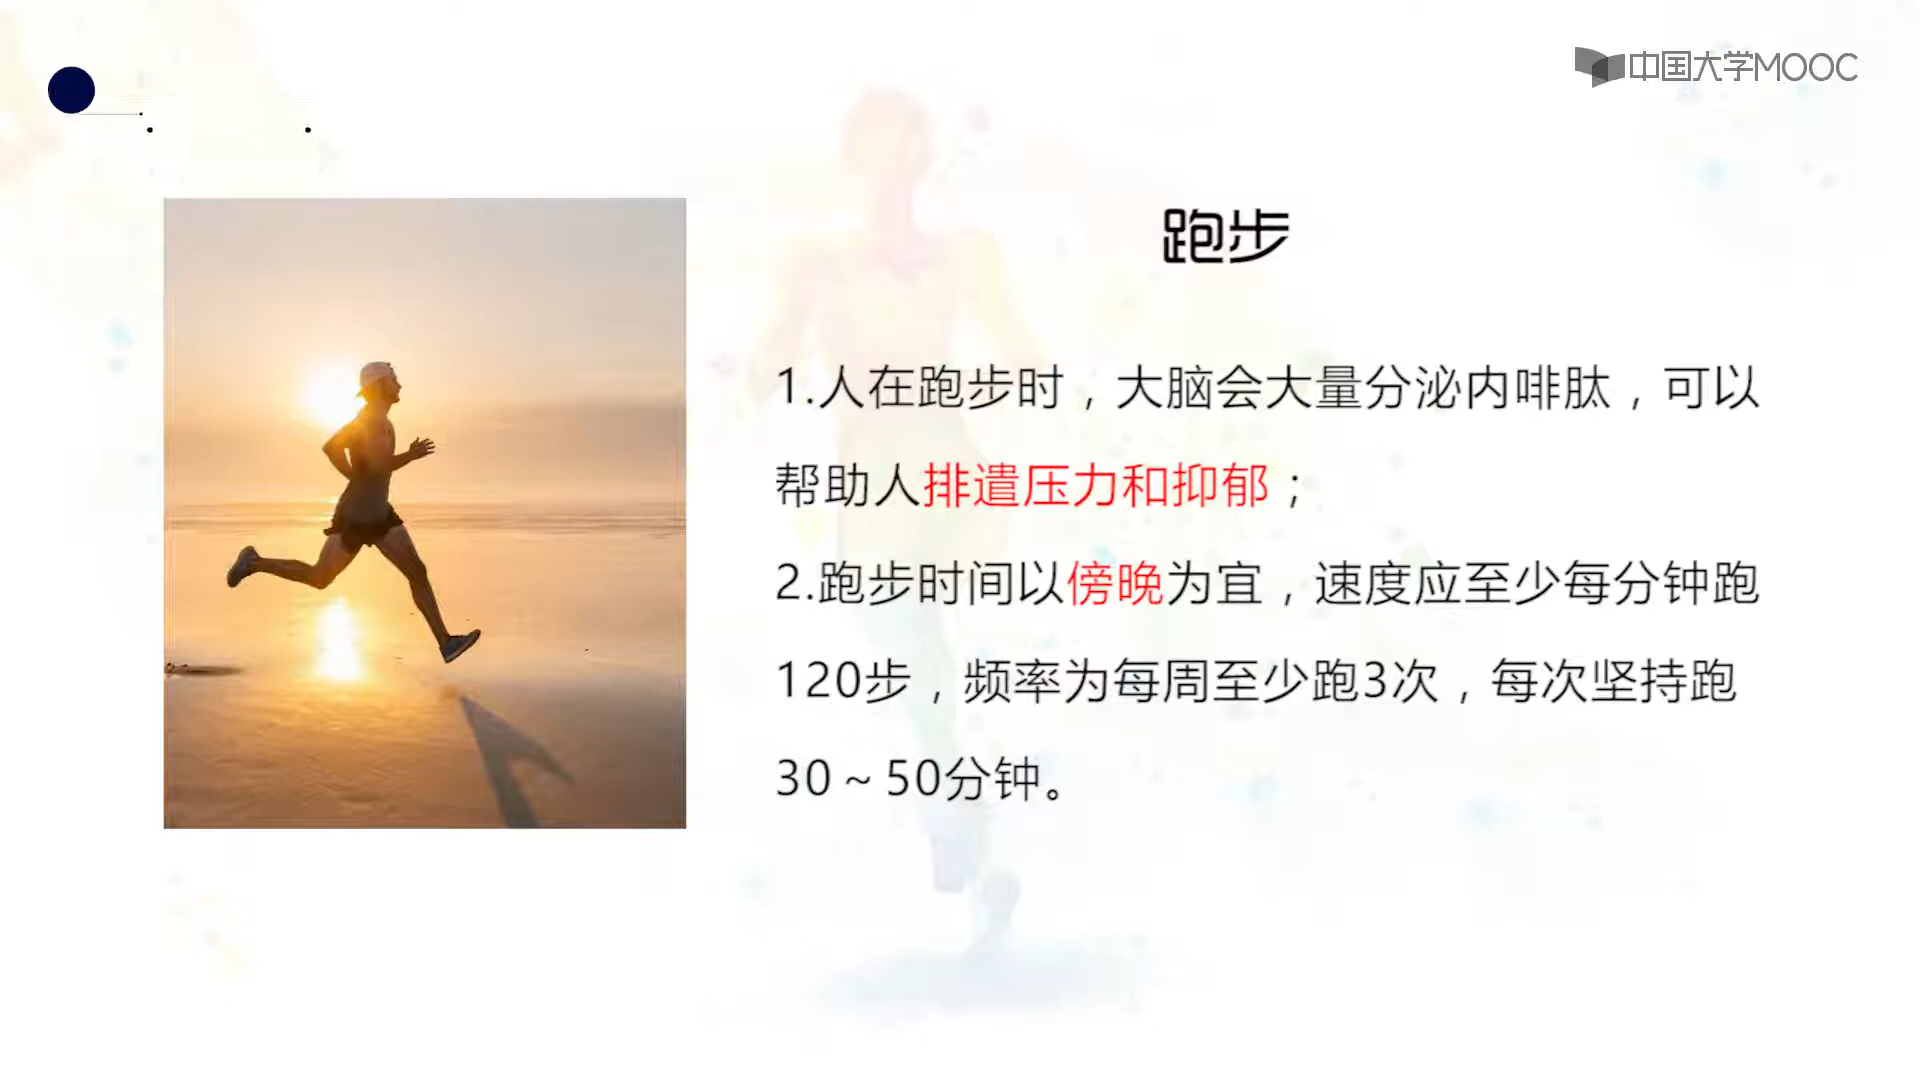 中国大学MOOC
跑步
1.人在跑步时，大脑会大量分泌内啡肽，可以
帮助人排遣压力和抑郁；
2.跑步时间以傍晚为宜，速度应至少每分钟跑
120步，频率为每周至少跑3次，每次坚持跑
30～50分钟。